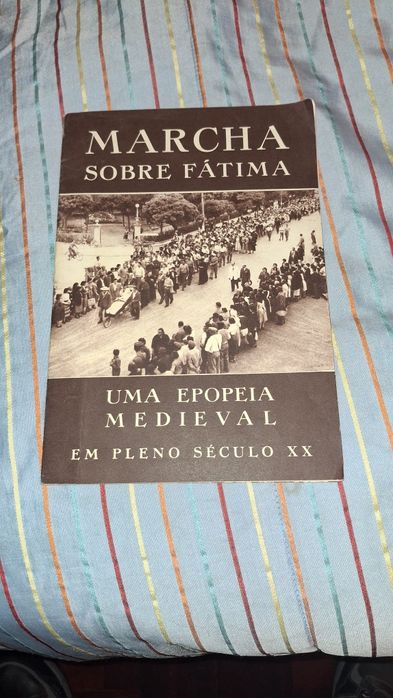 MARCHA
SOBRE FÁTIMA
UMA EPOPEIA
MEDIEVAL
EM PLENO SÉCULO XX